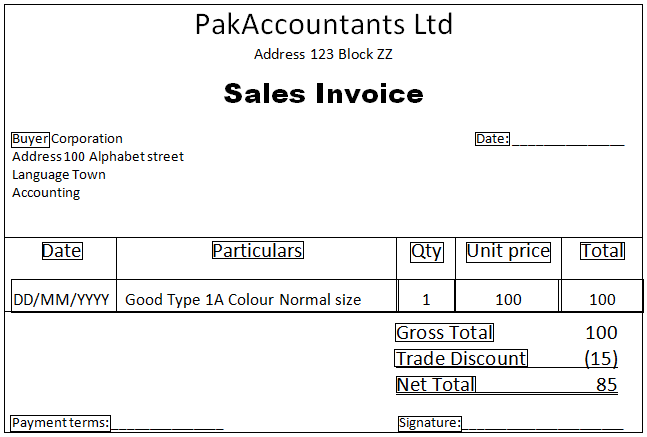 PakAccountants Ltd
Address 123 Block ZZ
Sales Invoice
Buyer Corporation Date: _______________
Address 100 Alphabet street
Language Town
Accounting
Date Particulars Qty Unit price Total
DD/MM/YYYY Good Type 1A Colour Normal size 1 100 100
Gross Total 100
Trade Discount (15)
Net Total 85
Payment terms:_______________ Signature:_____________________